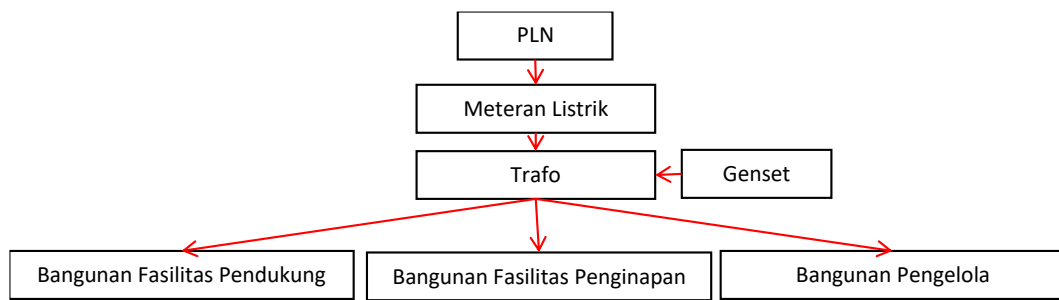 PLN
Meteran Listrik
Trafo
Genset
Bangunan Fasilitas Pendukung
Bangunan Fasilitas Penginapan
Bangunan Pengelola